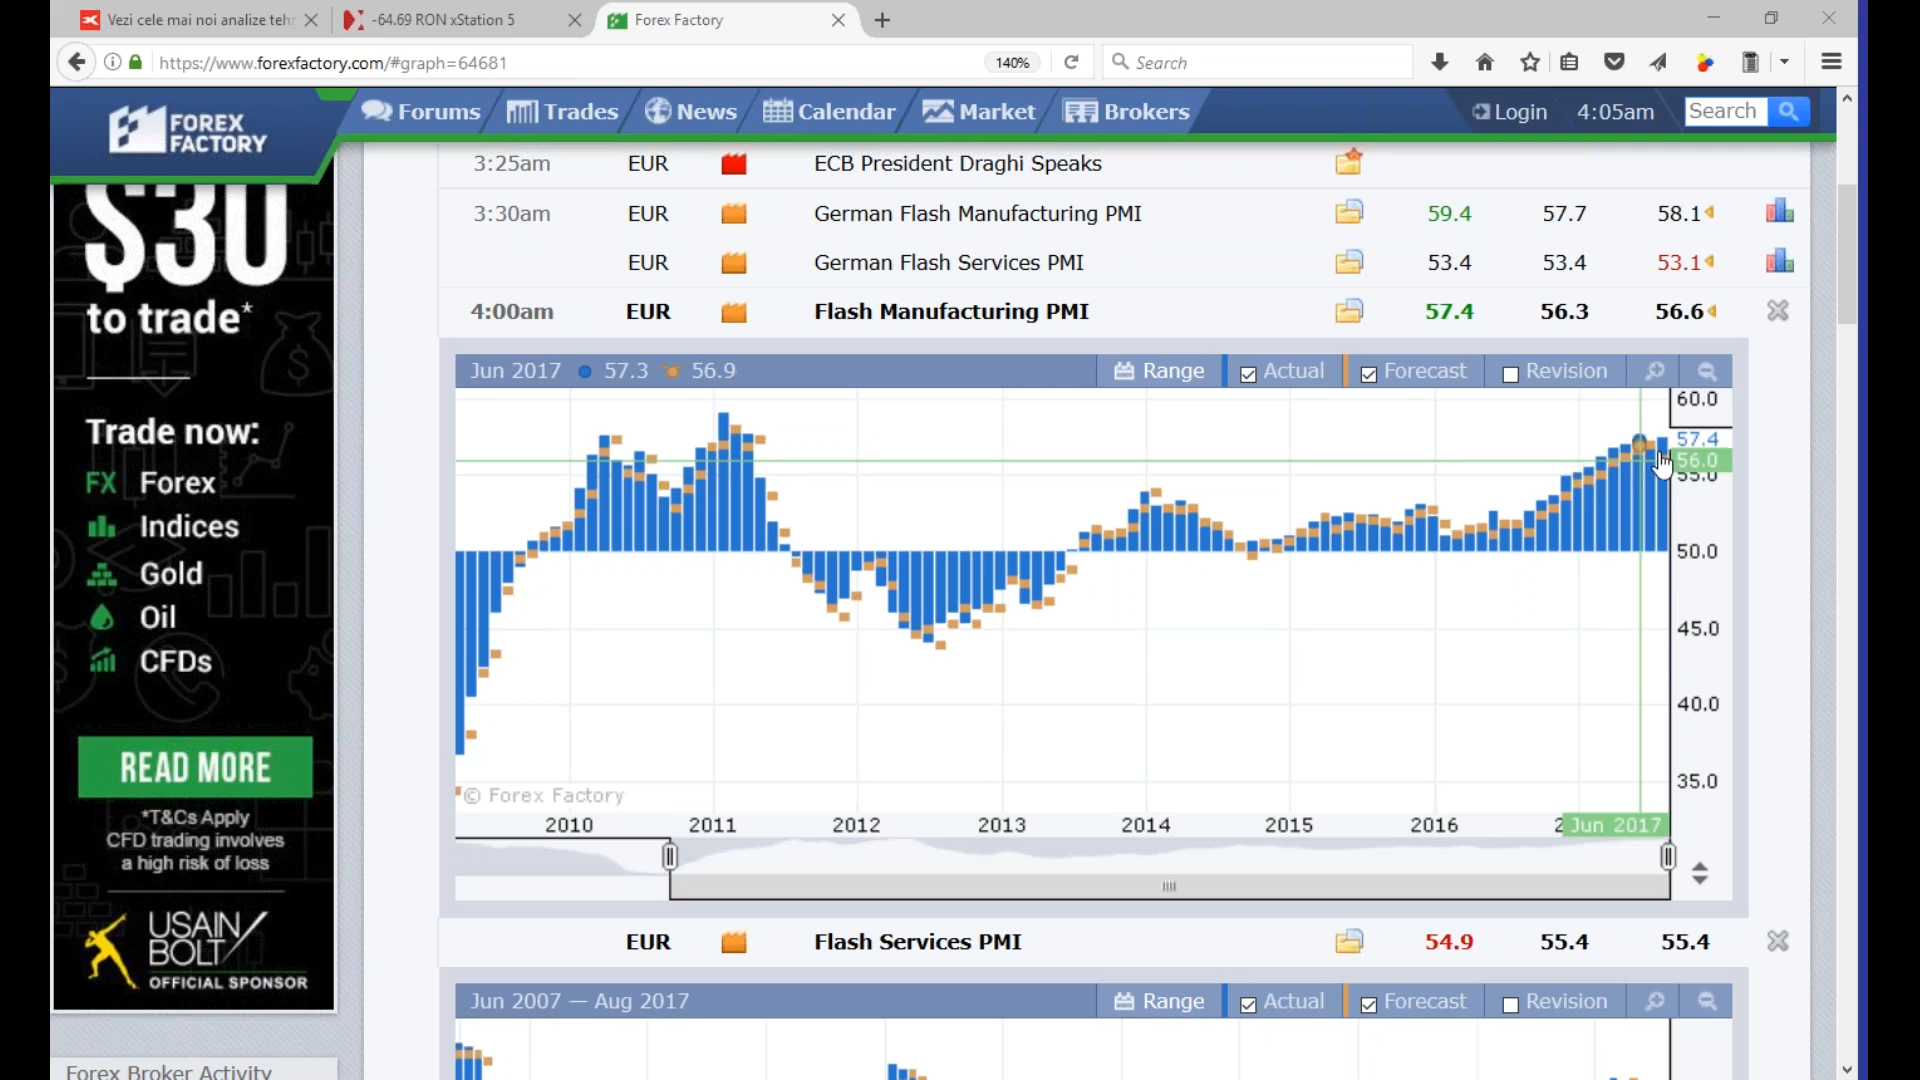 Vezi cele mai noi analize teh
-64.69 RON xStation 5
Forex Factory
https://www.forexfactory.com/#graph=64681
140%
Search
FOREX FACTORY
Forums
Trades
News
Calendar
Market
Brokers
Login
4:05am
Search
$30
to trade*
Trade now:
FX Forex
Indices
Gold
Oil
CFDs
READ MORE
*T&Cs Apply
CFD trading involves
a high risk of loss
USAIN
BOLT/
OFFICIAL SPONSOR
Forex Broker Activity
3:25am EUR ECB President Draghi Speaks
3:30am EUR German Flash Manufacturing PMI 59.4 57.7 58.1
EUR German Flash Services PMI 53.4 53.4 53.1
4:00am EUR Flash Manufacturing PMI 57.4 56.3 56.6
Jun 2017 57.3 56.9 Range Actual Forecast Revision
60.0
57.4
56.0
55.0
50.0
45.0
40.0
35.0
© Forex Factory
2010 2011 2012 2013 2014 2015 2016 2 Jun 2017
EUR Flash Services PMI 54.9 55.4 55.4
Jun 2007 — Aug 2017 Range Actual Forecast Revision